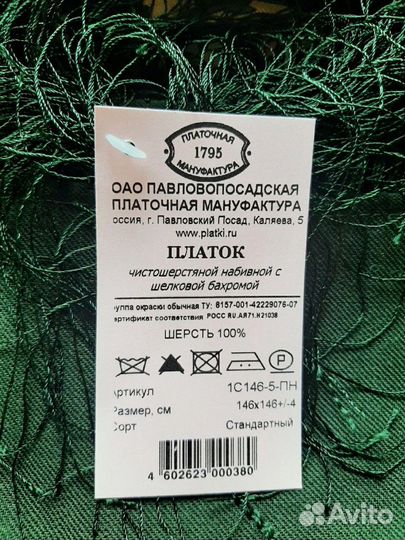 ПЛАТОЧНАЯ
1795
МАНУФАКТУРА
ОАО ПАВЛОВОПОСАДСКАЯ
ПЛАТОЧНАЯ МАНУФАКТУРА
оссия, г. Павловский Посад, Каляева, 5
www.platki.ru
ПЛАТОК
чистошерстяной набивной с
шелковой бахромой
руппа окраски обычная ТУ: 8157-001-42229076-07
ертификат соответствия РОСС RU.АЯ71.Н21038
ШЕРСТЬ 100%
P
Артикул 1С146-5-ПН
Размер, см 146х146+/-4
Сорт Стандартный
4 602623 000380
Avito